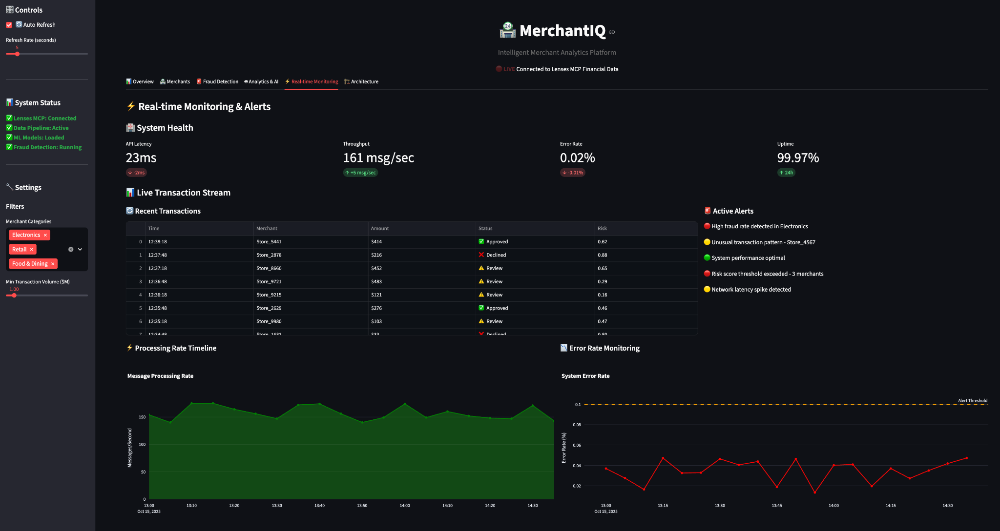 Controls
Auto Refresh
Refresh Rate (seconds)
5
System Status
Lenses MCP: Connected
Data Pipeline: Active
ML Models: Loaded
Fraud Detection: Running
Settings
Filters
Merchant Categories
Electronics ×
Retail ×
Food & Dining ×
Min Transaction Volume ($M)
1.00
24
MerchantIQ
Intelligent Merchant Analytics Platform
LIVE Connected to Lenses MCP Financial Data
Overview Merchants Fraud Detection Analytics & AI Real-time Monitoring Architecture
Real-time Monitoring & Alerts
System Health
API Latency
23ms
↓ -2ms
Throughput
161 msg/sec
↑ +5 msg/sec
Error Rate
0.02%
↓ -0.01%
Uptime
99.97%
↑ 24h
Live Transaction Stream
Recent Transactions
Time Merchant Amount Status Risk
0 12:38:18 Store_5441 $414 Approved 0.62
1 12:37:48 Store_2878 $216 Declined 0.88
2 12:37:18 Store_8660 $452 Review 0.65
3 12:36:48 Store_9721 $483 Review 0.29
4 12:36:18 Store_9215 $121 Review 0.16
5 12:35:48 Store_2629 $276 Approved 0.46
6 12:35:18 Store_9980 $103 Review 0.47
7 12:34:48 Store_1682 $33 Declined 0.80
Active Alerts
High fraud rate detected in Electronics
Unusual transaction pattern - Store_4567
System performance optimal
Risk score threshold exceeded - 3 merchants
Network latency spike detected
Processing Rate Timeline
Message Processing Rate
Messages/Second
150
100
50
0
13:00 13:10 13:20 13:30 13:40 13:50 14:00 14:10 14:20 14:30
Oct 15, 2025
Error Rate Monitoring
System Error Rate
Alert Threshold
Error Rate (%)
0.1
0.08
0.06
0.04
0.02
13:00 13:15 13:30 13:45 14:00 14:15 14:30
Oct 15, 2025